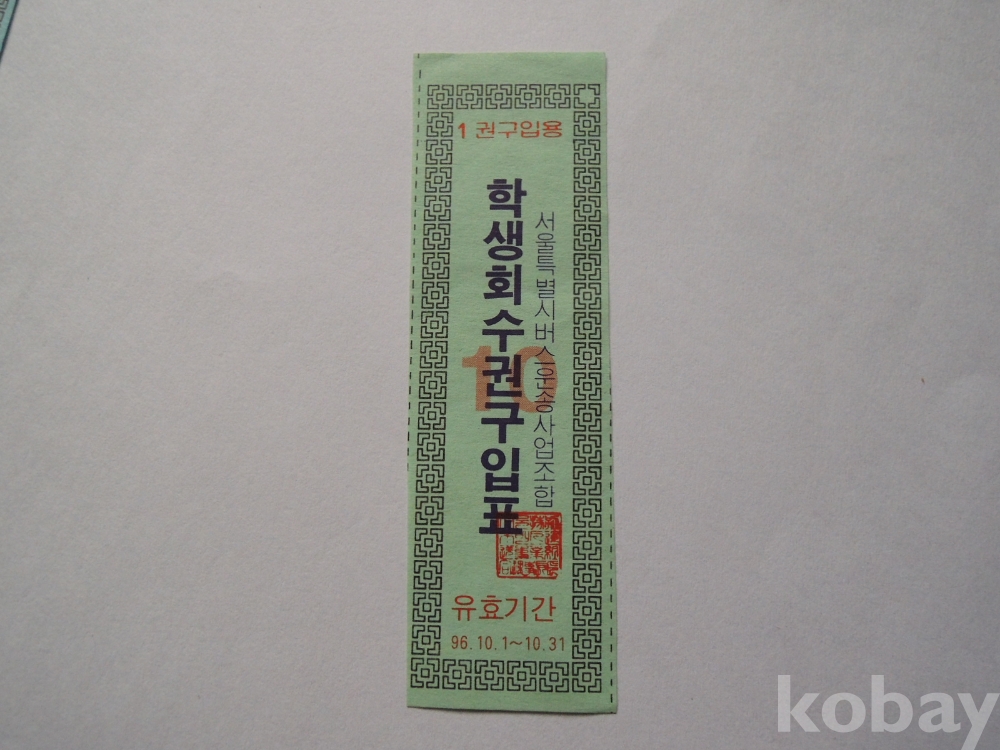 1 권구입용
학생회수권구입표
서울특별시버스운송사업조합
10
유효기간
96.10.1~10.31
kobay